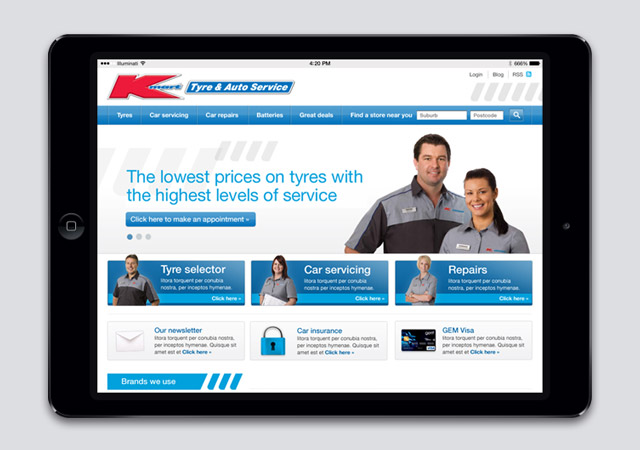 Illuminati
4:20 PM
666%
Login Blog RSS
Kmart Tyre & Auto Service
Tyres Car servicing Car repairs Batteries Great deals Find a store near you Suburb Postcode
The lowest prices on tyres with
the highest levels of service
Click here to make an appointment »
Tyre selector
litora torquent per conubia
nostra, per inceptos hymenae.
Click here »
Car servicing
litora torquent per conubia
nostra, per inceptos hymenae.
Click here »
Repairs
litora torquent per conubia
nostra, per inceptos hymenae.
Click here »
Our newsletter
litora torquent per conubia nostra,
per inceptos hymenae. Quisque sit
amet est et Click here »
Car insurance
litora torquent per conubia nostra,
per inceptos hymenae. Quisque sit
amet est et Click here »
GEM Visa
litora torquent per conubia nostra,
per inceptos hymenae. Quisque sit
amet est et Click here »
gem
VISA
Brands we use